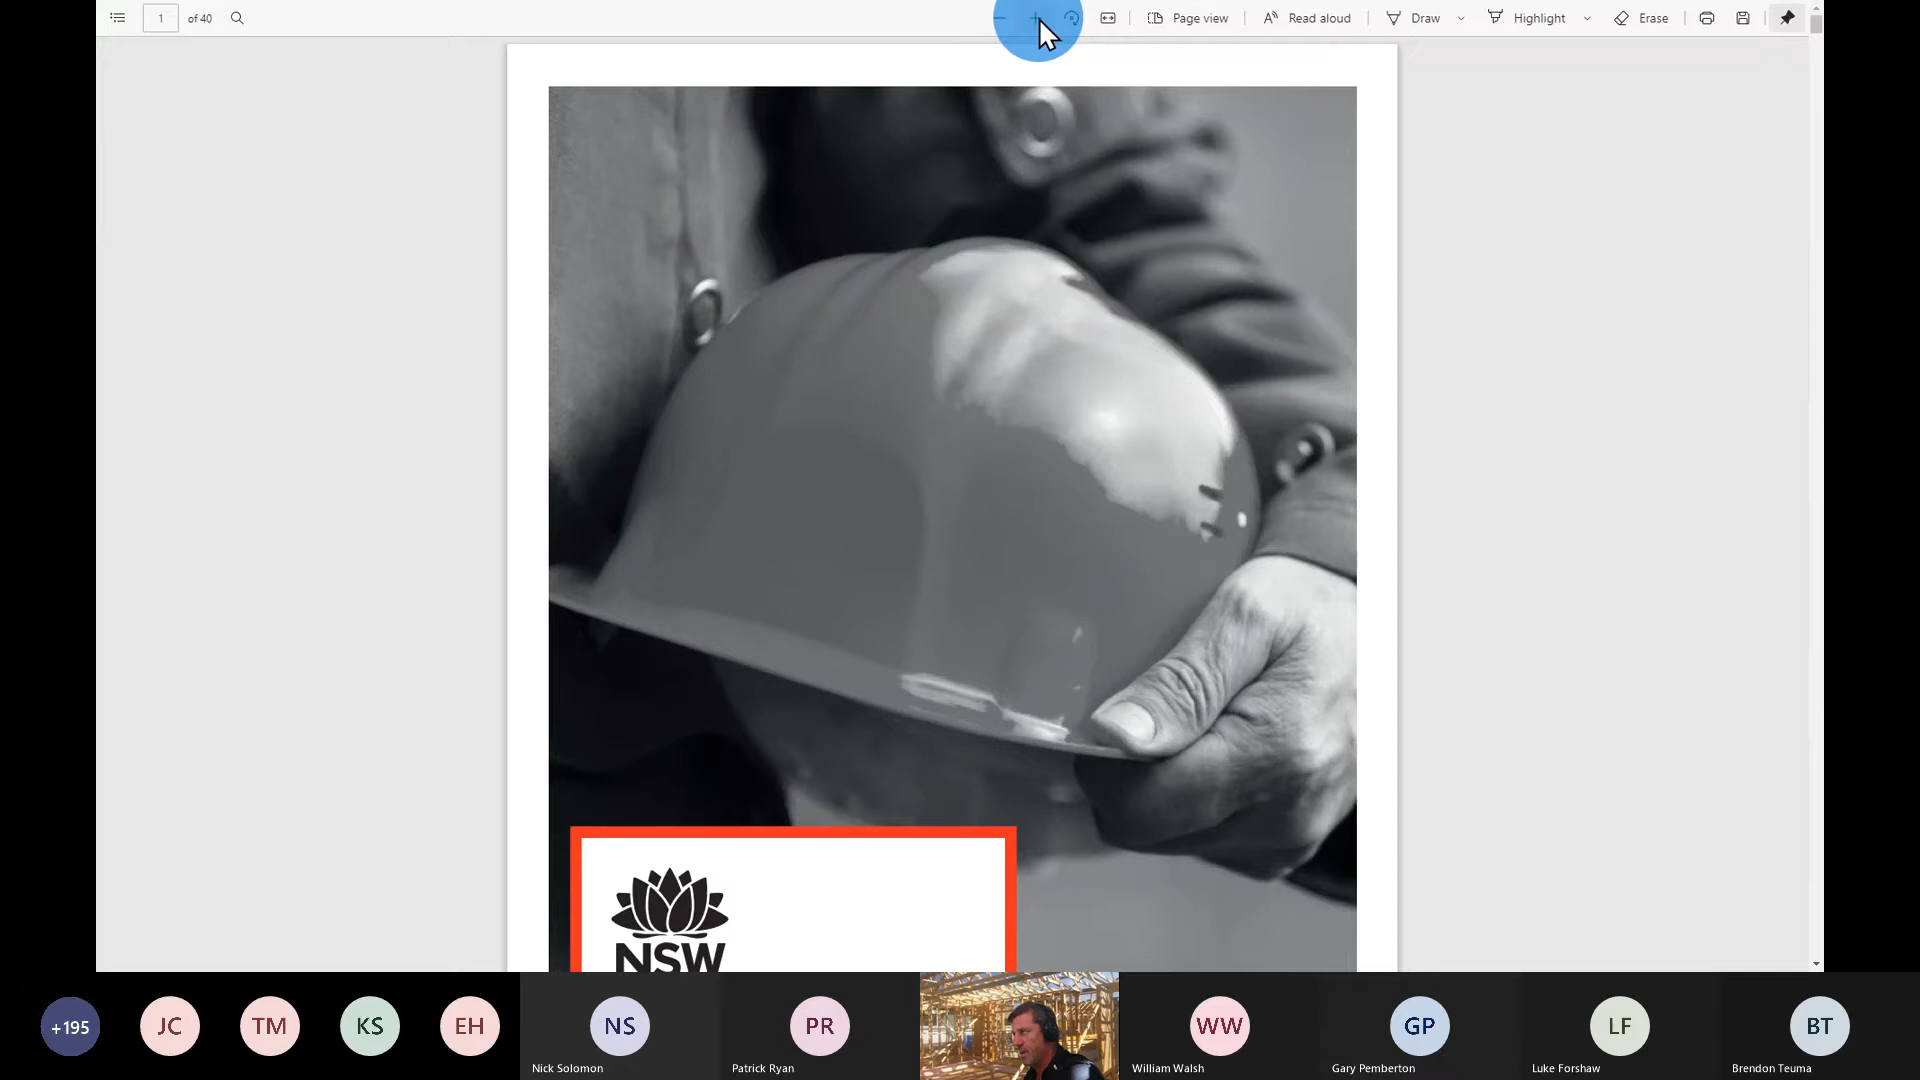 1 of 40 Page view Read aloud Draw Highlight Erase
NSW
+195 JC TM KS EH NS PR WW GP LF BT
Nick Solomon Patrick Ryan William Walsh Gary Pemberton Luke Forshaw Brendon Teuma